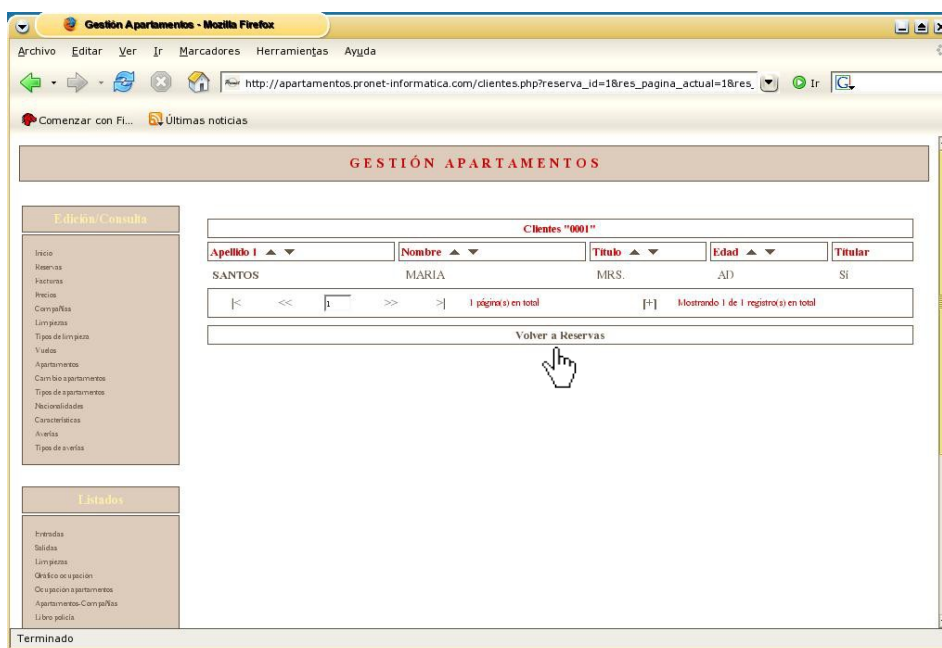 Gestión Apartamentos - Mozilla Firefox
Archivo Editar Ver Ir Marcadores Herramientas Ayuda
http://apartamentos.pronet-informatica.com/clientes.php?reserva_id=1&res_pagina_actual=1&res_ Ir G
Comenzar con Fi... Últimas noticias
GESTIÓN APARTAMENTOS
Edición/Consulta
Inicio
Reservas
Facturas
Precios
Compañías
Limpiezas
Tipos de limpieza
Vuelos
Apartamentos
Cambio apartamentos
Tipos de apartamentos
Nacionalidades
Características
Averías
Tipos de averías
Listados
Entradas
Salidas
Limpiezas
Gráfico ocupación
Ocupación apartamentos
Apartamentos-Compañías
Libro policía
Clientes "0001"
Apellido 1 Nombre Título Edad Titular
SANTOS MARIA MRS. AD Sí
|< << 1 >> >| 1 página(s) en total [+] Mostrando 1 de 1 registro(s) en total
Volver a Reservas
Terminado